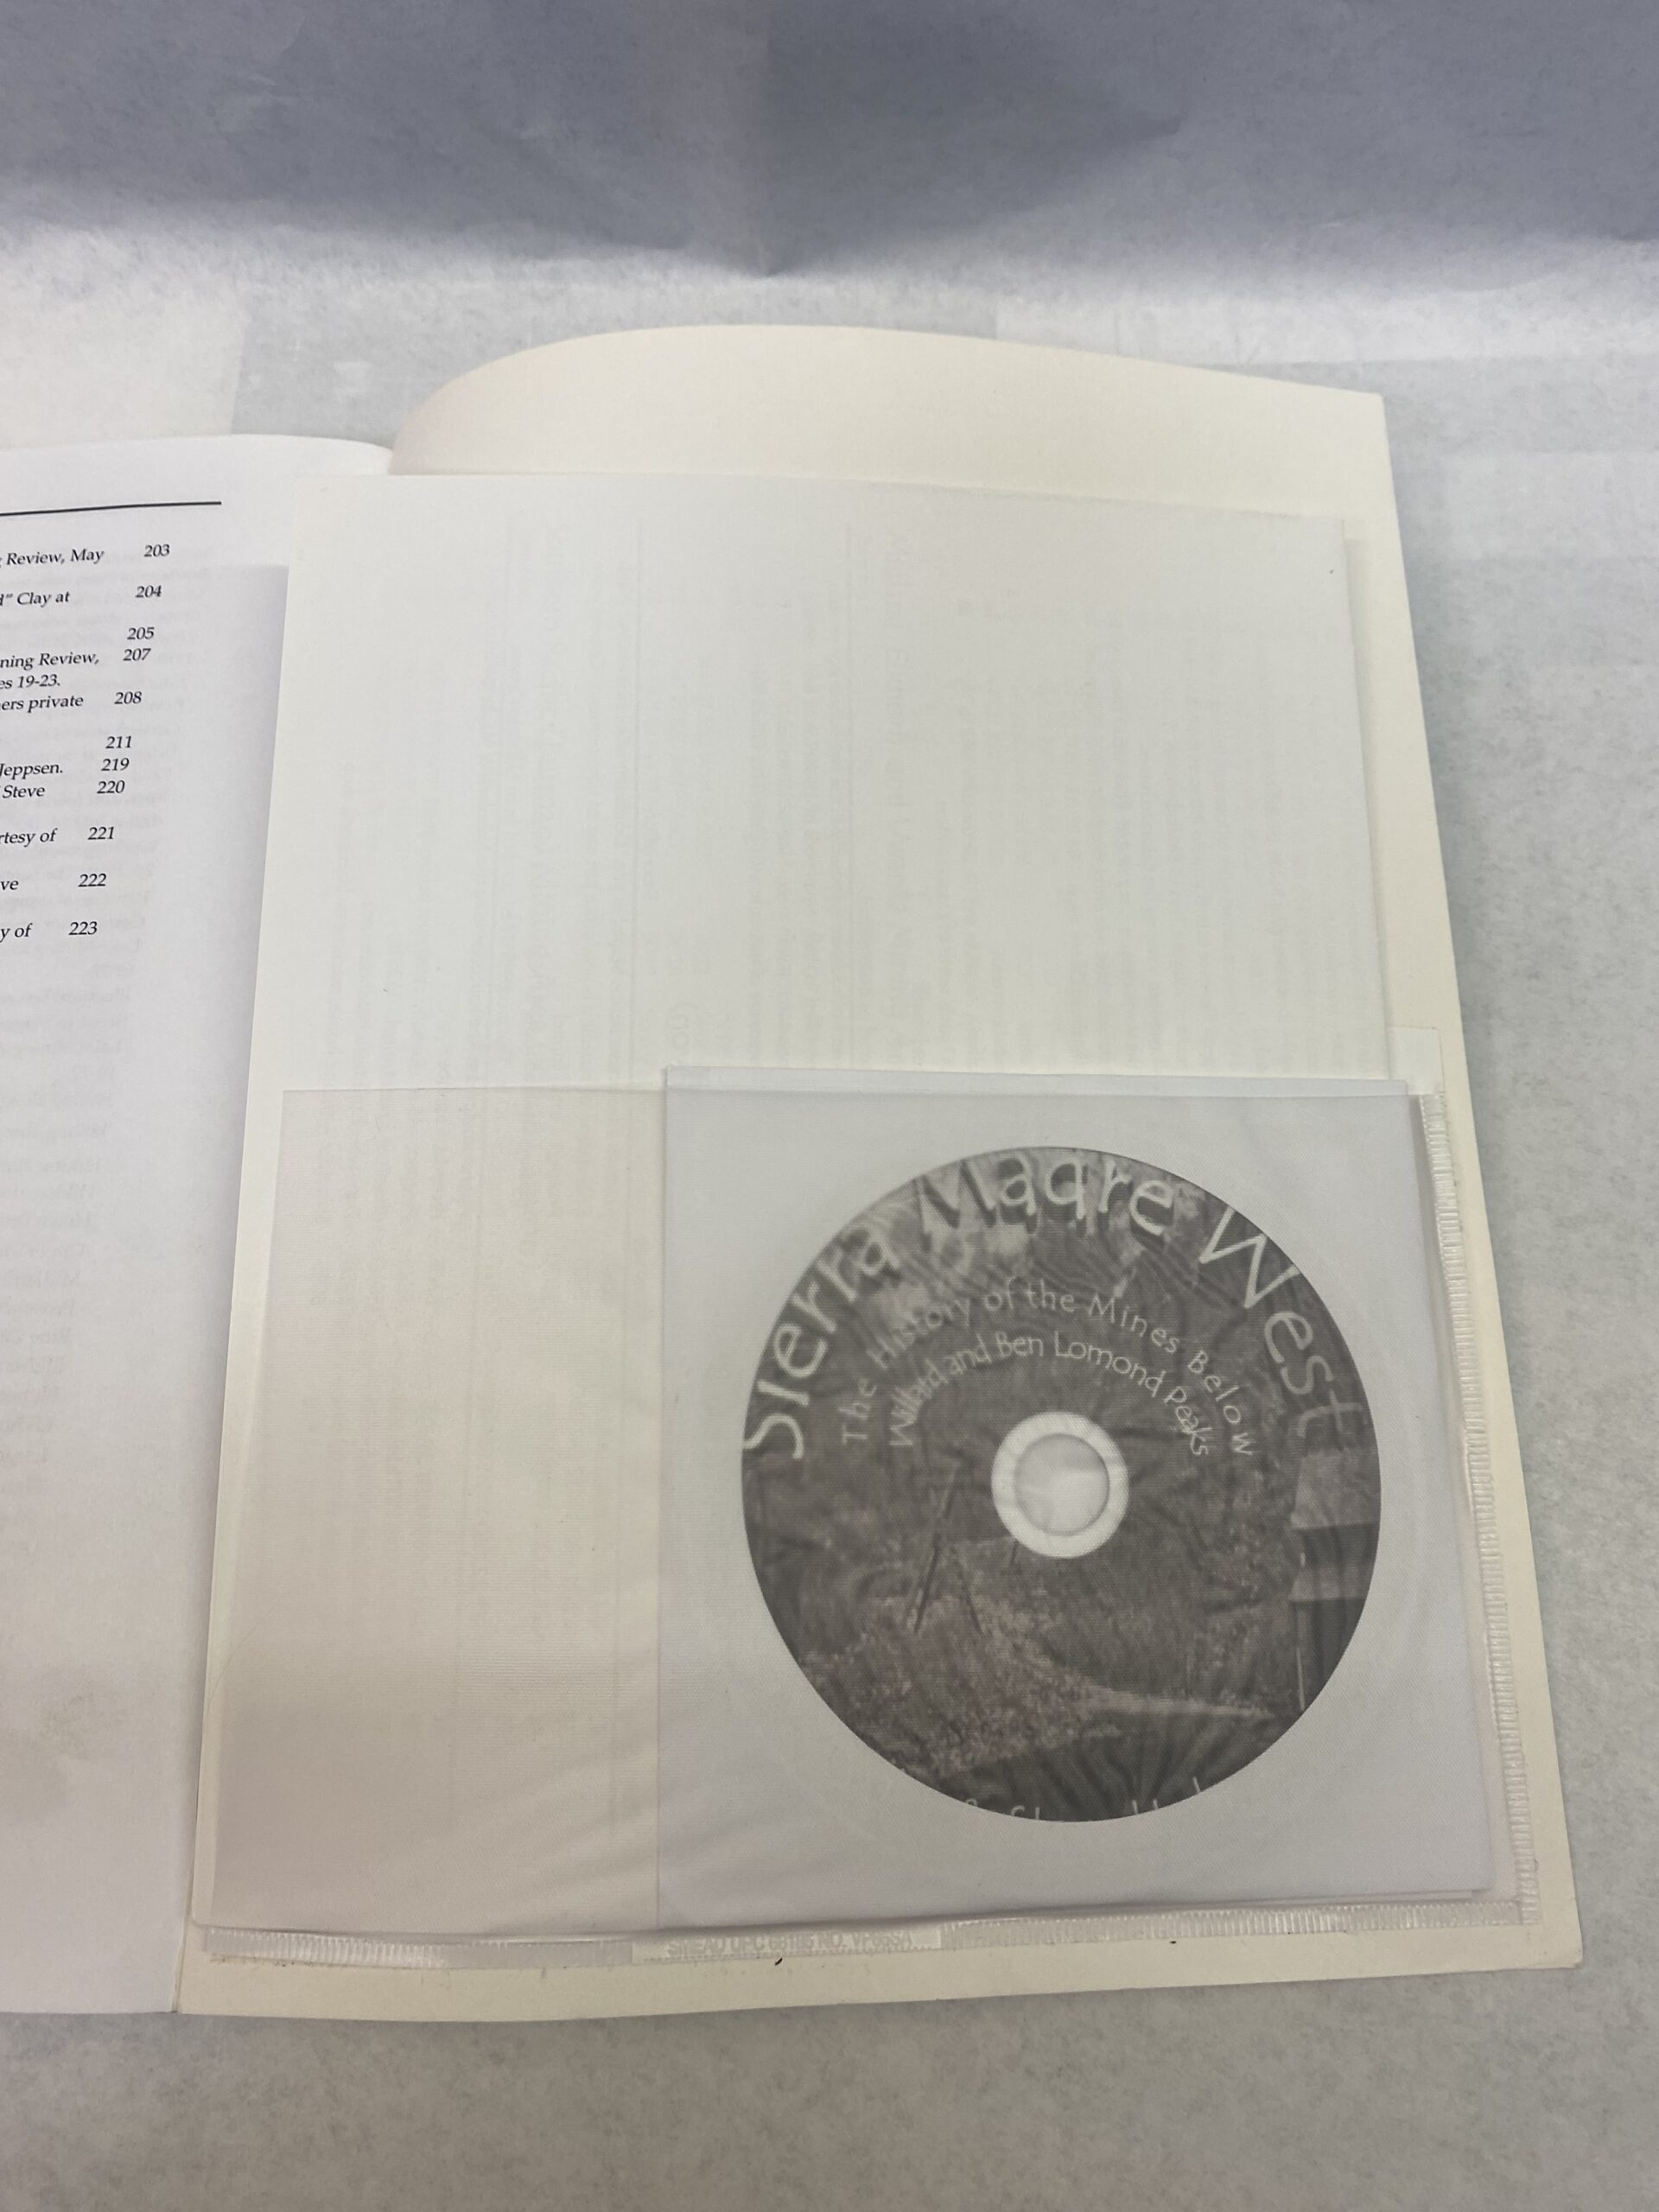 Review, May 203
Clay at 204
205
ning Review, 207
es 19-23.
ers private 208
211
Jeppsen. 219
Steve 220
rtesy of 221
ve 222
y of 223
Sierra Madre West
The History of the Mines Below
Willard and Ben Lomond Peaks
SMEAD UPC